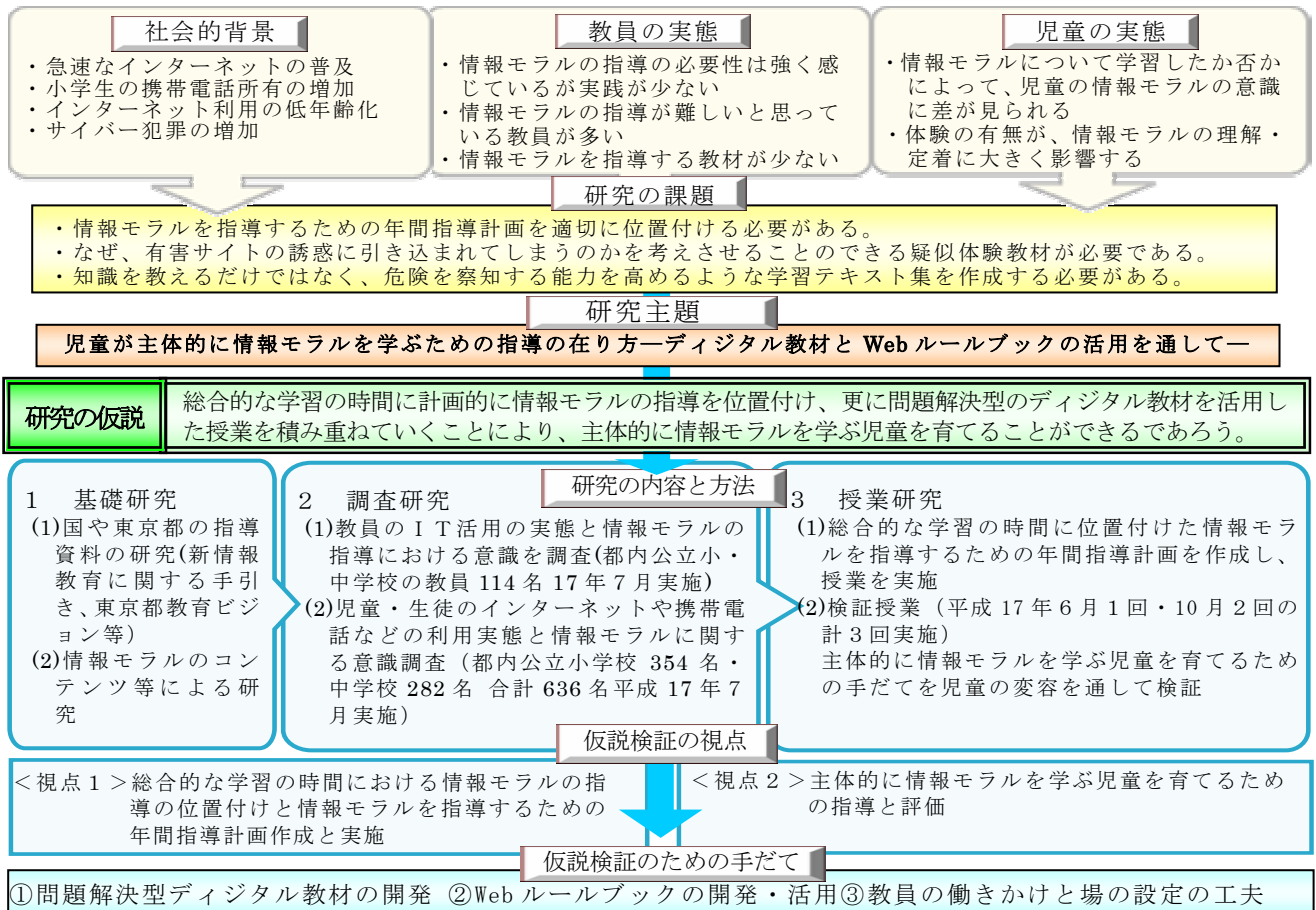 社会的背景
・急速なインターネットの普及
・小学生の携帯電話所有の増加
・インターネット利用の低年齢化
・サイバー犯罪の増加
教員の実態
・情報モラルの指導の必要性は強く感
じているが実践が少ない
・情報モラルの指導が難しいと思って
いる教員が多い
・情報モラルを指導する教材が少ない
児童の実態
・情報モラルについて学習したか否か
によって、児童の情報モラルの意識
に差が見られる
・体験の有無が、情報モラルの理解・
定着に大きく影響する
研究の課題
・情報モラルを指導するための年間指導計画を適切に位置付ける必要がある。
・なぜ、有害サイトの誘惑に引き込まれてしまうのかを考えさせることのできる疑似体験教材が必要である。
・知識を教えるだけではなく、危険を察知する能力を高めるような学習テキスト集を作成する必要がある。
研究主題
児童が主体的に情報モラルを学ぶための指導の在り方―ディジタル教材と Web ルールブックの活用を通して―
研究の仮説
総合的な学習の時間に計画的に情報モラルの指導を位置付け、更に問題解決型のディジタル教材を活用し
た授業を積み重ねていくことにより、主体的に情報モラルを学ぶ児童を育てることができるであろう。
研究の内容と方法
1 基礎研究
(1)国や東京都の指導
資料の研究(新情報
教育に関する手引
き、東京都教育ビジ
ョン等)
(2)情報モラルのコン
テンツ等による研
究
2 調査研究
(1)教員のIT活用の実態と情報モラルの
指導における意識を調査(都内公立小・
中学校の教員 114 名 17 年 7 月実施)
(2)児童・生徒のインターネットや携帯電
話などの利用実態と情報モラルに関す
る意識調査(都内公立小学校 354 名・
中学校 282 名 合計 636 名平成 17 年 7
月実施)
3 授業研究
(1)総合的な学習の時間に位置付けた情報モラ
ルを指導するための年間指導計画を作成し、
授業を実施
(2)検証授業(平成 17 年 6 月 1 回・10 月 2 回の
計3回実施)
主体的に情報モラルを学ぶ児童を育てるため
の手だてを児童の変容を通して検証
仮説検証の視点
<視点1>総合的な学習の時間における情報モラルの指
導の位置付けと情報モラルを指導するための
年間指導計画作成と実施
<視点2>主体的に情報モラルを学ぶ児童を育てるため
の指導と評価
仮説検証のための手だて
①問題解決型ディジタル教材の開発 ②Web ルールブックの開発・活用③教員の働きかけと場の設定の工夫